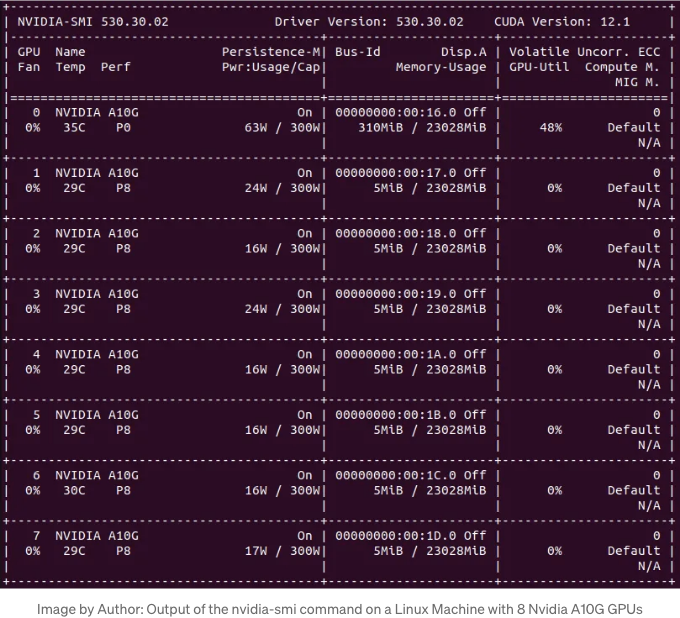 +-----------------------------------------------------------------------------+
| NVIDIA-SMI 530.30.02 Driver Version: 530.30.02 CUDA Version: 12.1 |
|-------------------------------+----------------------+----------------------+
| GPU Name Persistence-M| Bus-Id Disp.A | Volatile Uncorr. ECC |
| Fan Temp Perf Pwr:Usage/Cap| Memory-Usage | GPU-Util Compute M. |
| | | MIG M. |
|===============================+======================+======================|
| 0 NVIDIA A10G On | 00000000:00:16.0 Off | 0 |
| 0% 35C P0 63W / 300W| 310MiB / 23028MiB | 48% Default |
| | | N/A |
+-------------------------------+----------------------+----------------------+
| 1 NVIDIA A10G On | 00000000:00:17.0 Off | 0 |
| 0% 29C P8 24W / 300W| 5MiB / 23028MiB | 0% Default |
| | | N/A |
+-------------------------------+----------------------+----------------------+
| 2 NVIDIA A10G On | 00000000:00:18.0 Off | 0 |
| 0% 29C P8 16W / 300W| 5MiB / 23028MiB | 0% Default |
| | | N/A |
+-------------------------------+----------------------+----------------------+
| 3 NVIDIA A10G On | 00000000:00:19.0 Off | 0 |
| 0% 29C P8 24W / 300W| 5MiB / 23028MiB | 0% Default |
| | | N/A |
+-------------------------------+----------------------+----------------------+
| 4 NVIDIA A10G On | 00000000:00:1A.0 Off | 0 |
| 0% 29C P8 16W / 300W| 5MiB / 23028MiB | 0% Default |
| | | N/A |
+-------------------------------+----------------------+----------------------+
| 5 NVIDIA A10G On | 00000000:00:1B.0 Off | 0 |
| 0% 29C P8 16W / 300W| 5MiB / 23028MiB | 0% Default |
| | | N/A |
+-------------------------------+----------------------+----------------------+
| 6 NVIDIA A10G On | 00000000:00:1C.0 Off | 0 |
| 0% 30C P8 16W / 300W| 5MiB / 23028MiB | 0% Default |
| | | N/A |
+-------------------------------+----------------------+----------------------+
| 7 NVIDIA A10G On | 00000000:00:1D.0 Off | 0 |
| 0% 29C P8 17W / 300W| 5MiB / 23028MiB | 0% Default |
| | | N/A |
+-------------------------------+----------------------+----------------------+
Image by Author: Output of the nvidia-smi command on a Linux Machine with 8 Nvidia A10G GPUs